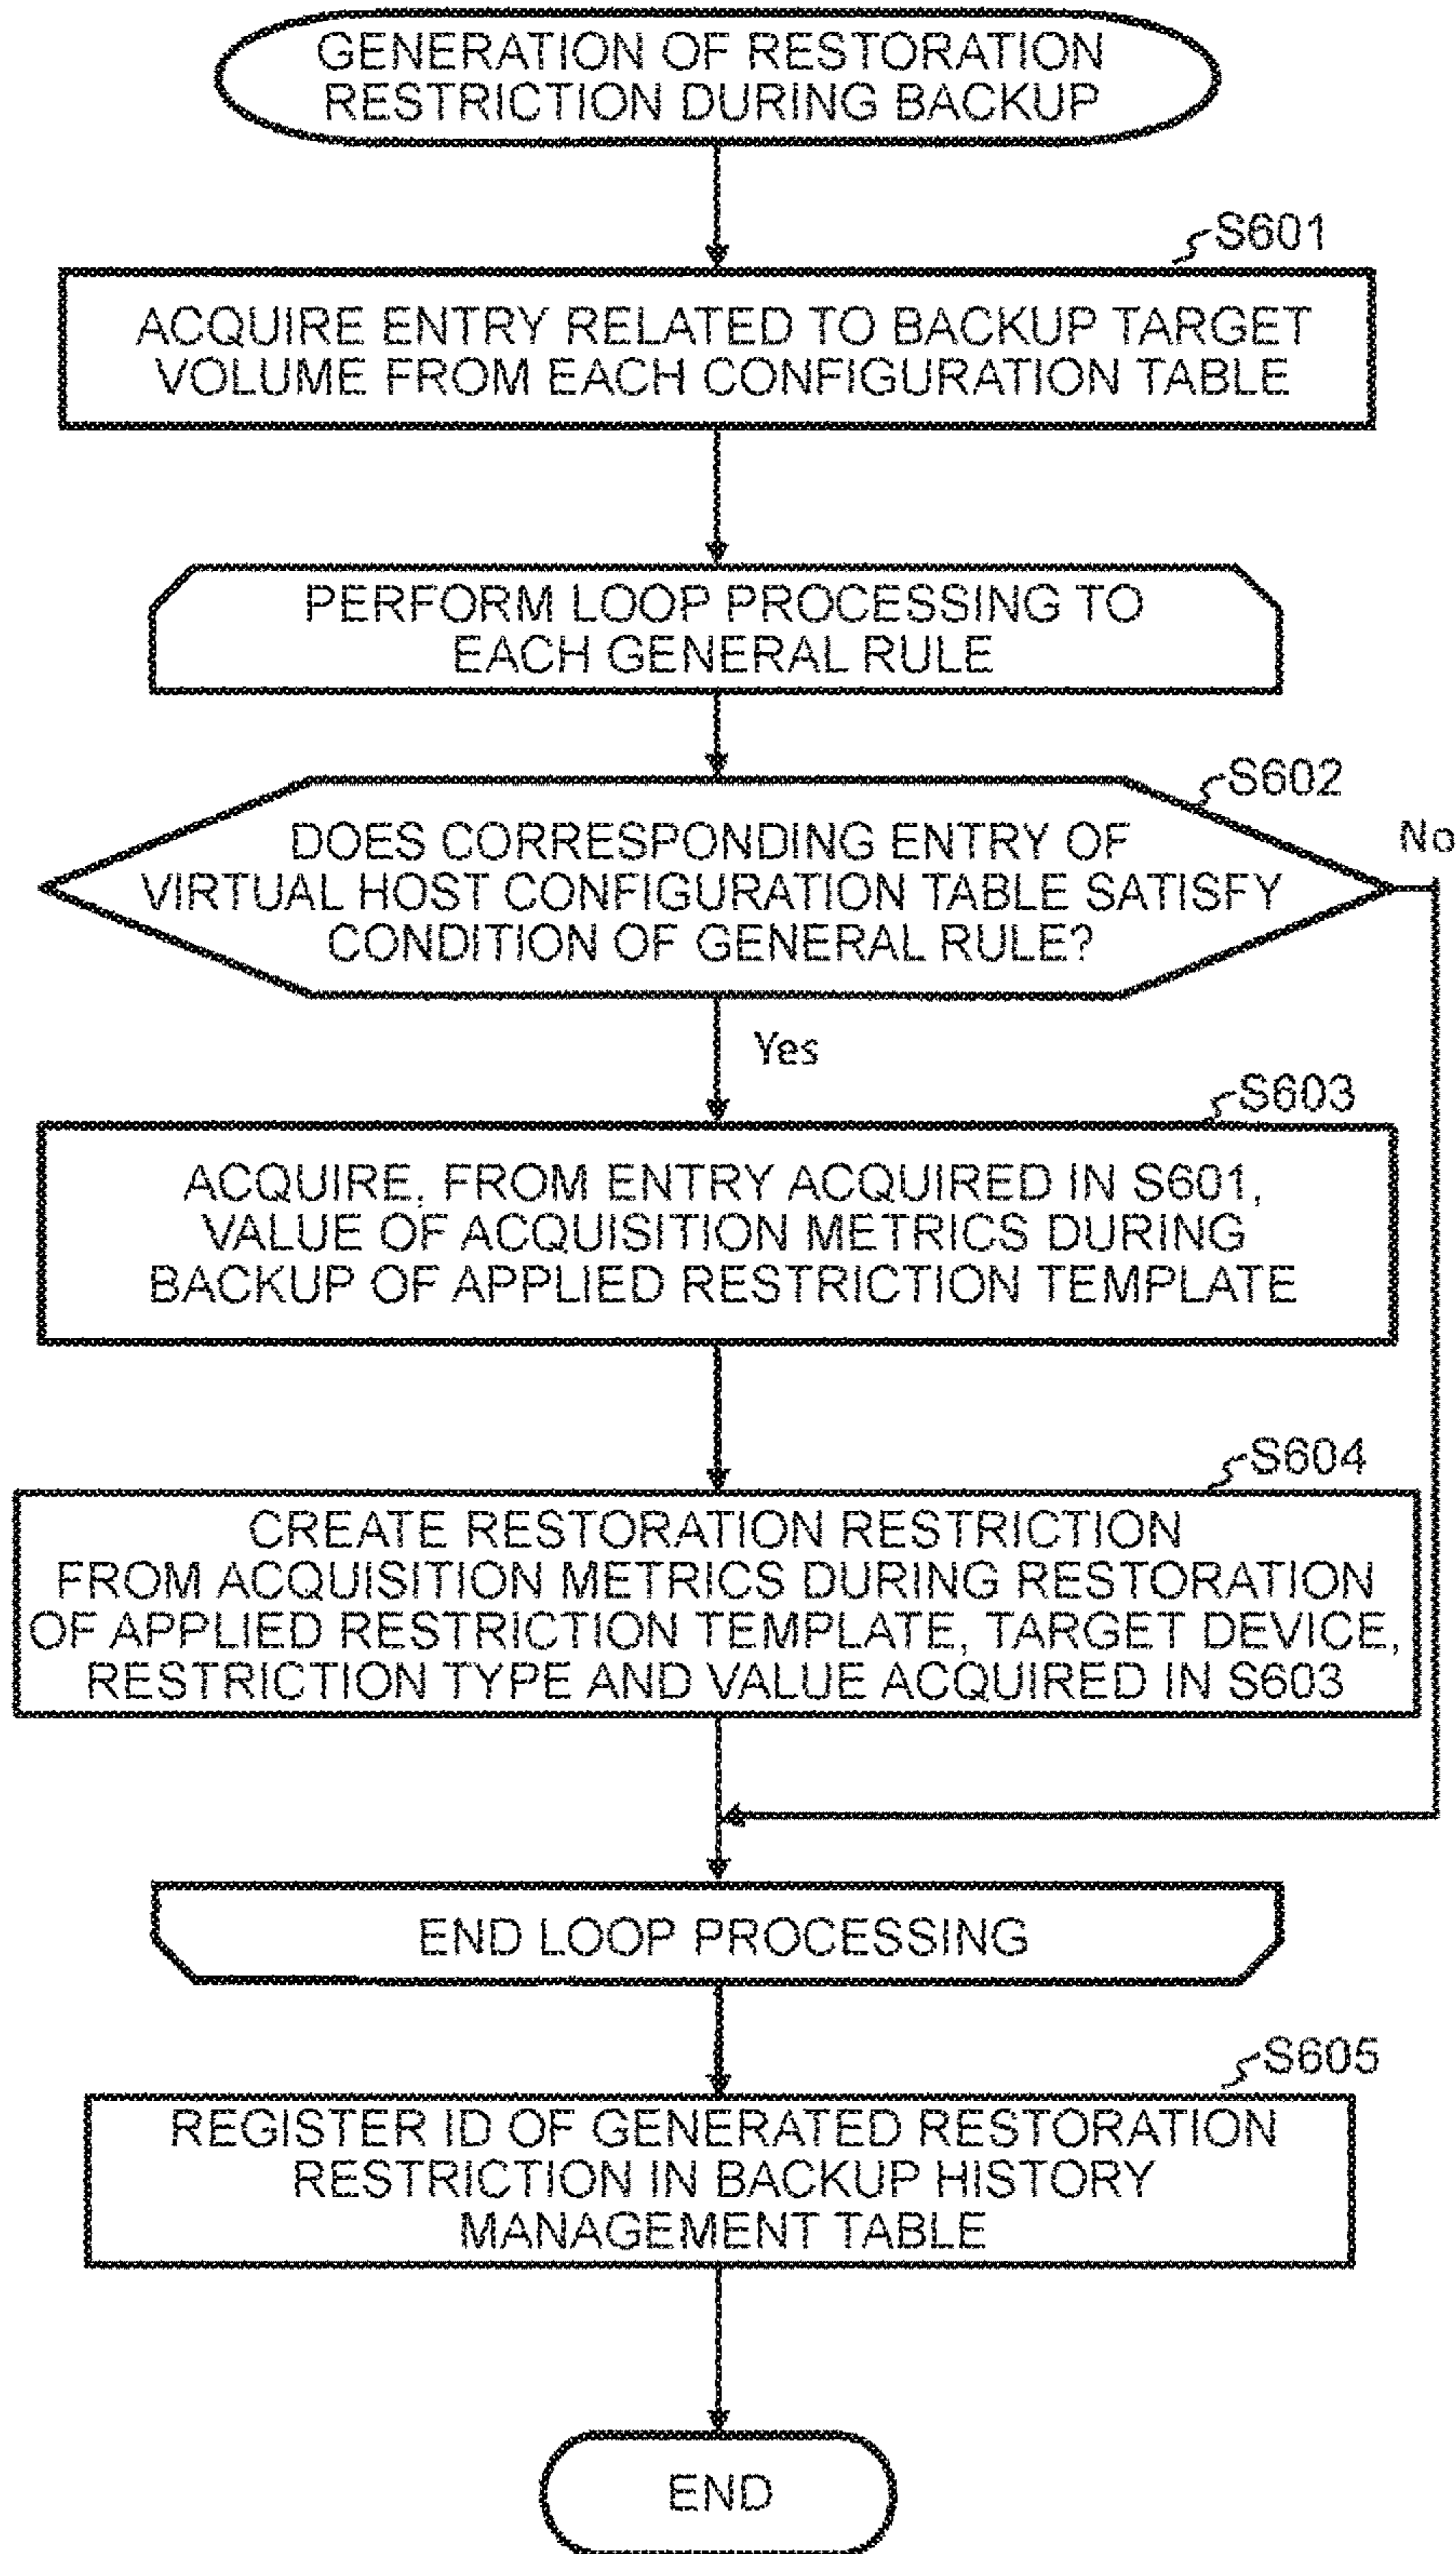 GENERATION OF RESTORATION
RESTRICTION DURING BACKUP
S601
ACQUIRE ENTRY RELATED TO BACKUP TARGET
VOLUME FROM EACH CONFIGURATION TABLE
PERFORM LOOP PROCESSING TO
EACH GENERAL RULE
S602
No
DOES CORRESPONDING ENTRY OF
VIRTUAL HOST CONFIGURATION TABLE SATISFY
CONDITION OF GENERAL RULE?
Yes
S603
ACQUIRE, FROM ENTRY ACQUIRED IN S601,
VALUE OF ACQUISITION METRICS DURING
BACKUP OF APPLIED RESTRICTION TEMPLATE
S604
CREATE RESTORATION RESTRICTION
FROM ACQUISITION METRICS DURING RESTORATION
OF APPLIED RESTRICTION TEMPLATE, TARGET DEVICE,
RESTRICTION TYPE AND VALUE ACQUIRED IN S603
END LOOP PROCESSING
S605
REGISTER ID OF GENERATED RESTORATION
RESTRICTION IN BACKUP HISTORY
MANAGEMENT TABLE
END